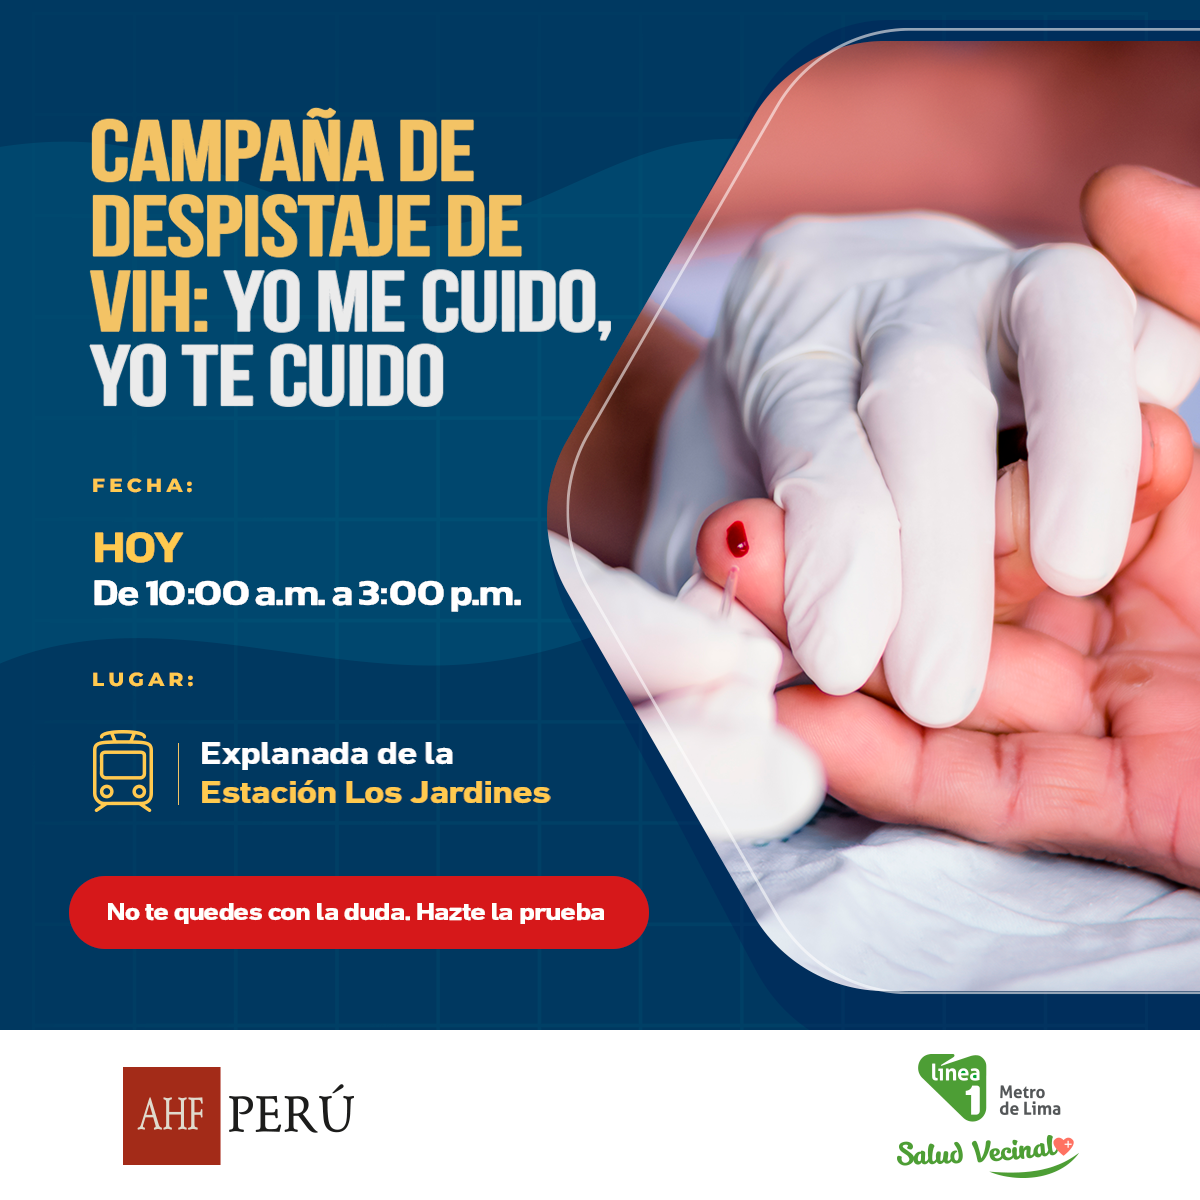 CAMPAÑA DE
DESPISTAJE DE
VIH: YO ME CUIDO,
YO TE CUIDO
FECHA:
HOY
De 10:00 a.m. a 3:00 p.m.
LUGAR:
Explanada de la
Estación Los Jardines
No te quedes con la duda. Hazte la prueba
AHF PERÚ
línea
1
Metro
de Lima
Salud Vecinal